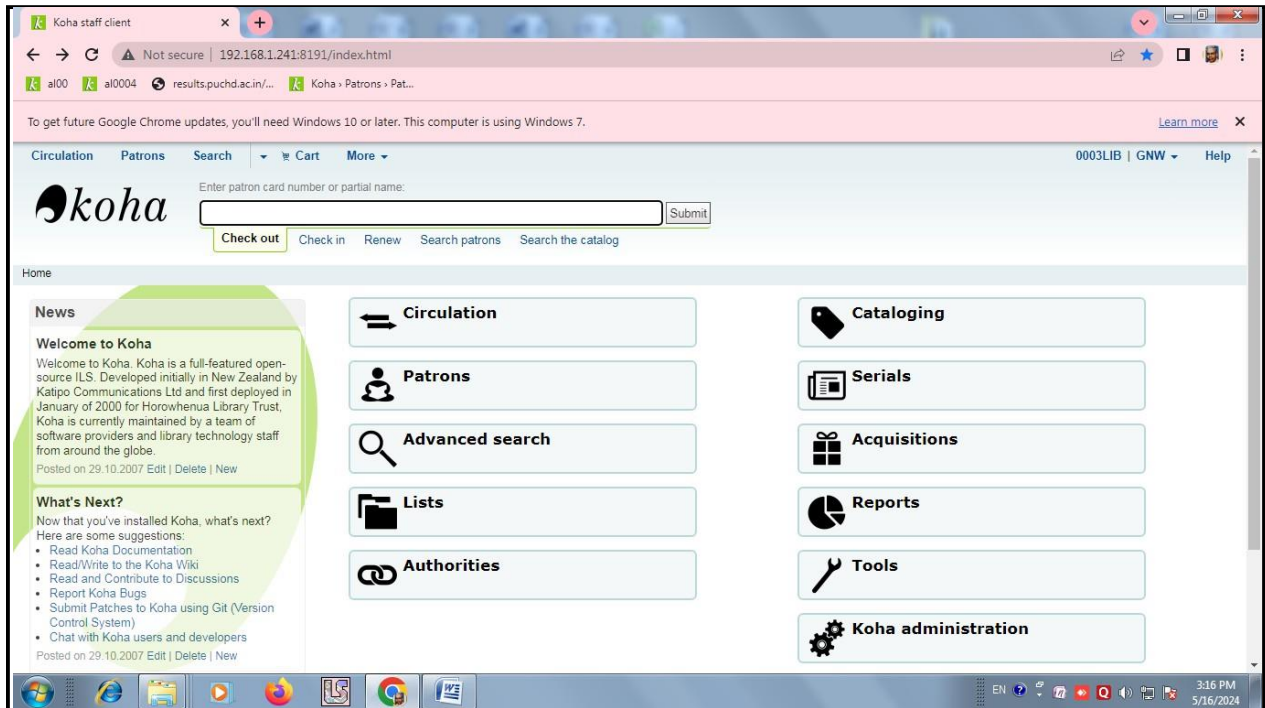 Koha staff client
Not secure | 192.168.1.241:8191/index.html
al00 al0004 results.puchd.ac.in/... Koha › Patrons › Pat...
To get future Google Chrome updates, you'll need Windows 10 or later. This computer is using Windows 7. Learn more
Circulation Patrons Search Cart More 0003LIB | GNW Help
koha
Enter patron card number or partial name:
Submit
Check out Check in Renew Search patrons Search the catalog
Home
News
Welcome to Koha
Welcome to Koha. Koha is a full-featured open-
source ILS. Developed initially in New Zealand by
Katipo Communications Ltd and first deployed in
January of 2000 for Horowhenua Library Trust,
Koha is currently maintained by a team of
software providers and library technology staff
from around the globe.
Posted on 29.10.2007 Edit | Delete | New
What's Next?
Now that you've installed Koha, what's next?
Here are some suggestions:
• Read Koha Documentation
• Read/Write to the Koha Wiki
• Read and Contribute to Discussions
• Report Koha Bugs
• Submit Patches to Koha using Git (Version
Control System)
• Chat with Koha users and developers
Posted on 29.10.2007 Edit | Delete | New
Circulation
Patrons
Advanced search
Lists
Authorities
Cataloging
Serials
Acquisitions
Reports
Tools
Koha administration
EN
3:16 PM
5/16/2024